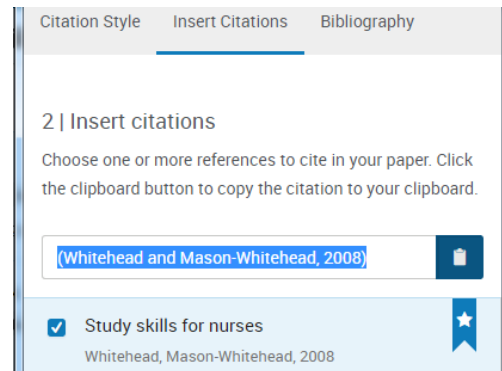 Citation Style Insert Citations Bibliography
2 | Insert citations
Choose one or more references to cite in your paper. Click
the clipboard button to copy the citation to your clipboard.
(Whitehead and Mason-Whitehead, 2008)
Study skills for nurses
Whitehead, Mason-Whitehead, 2008